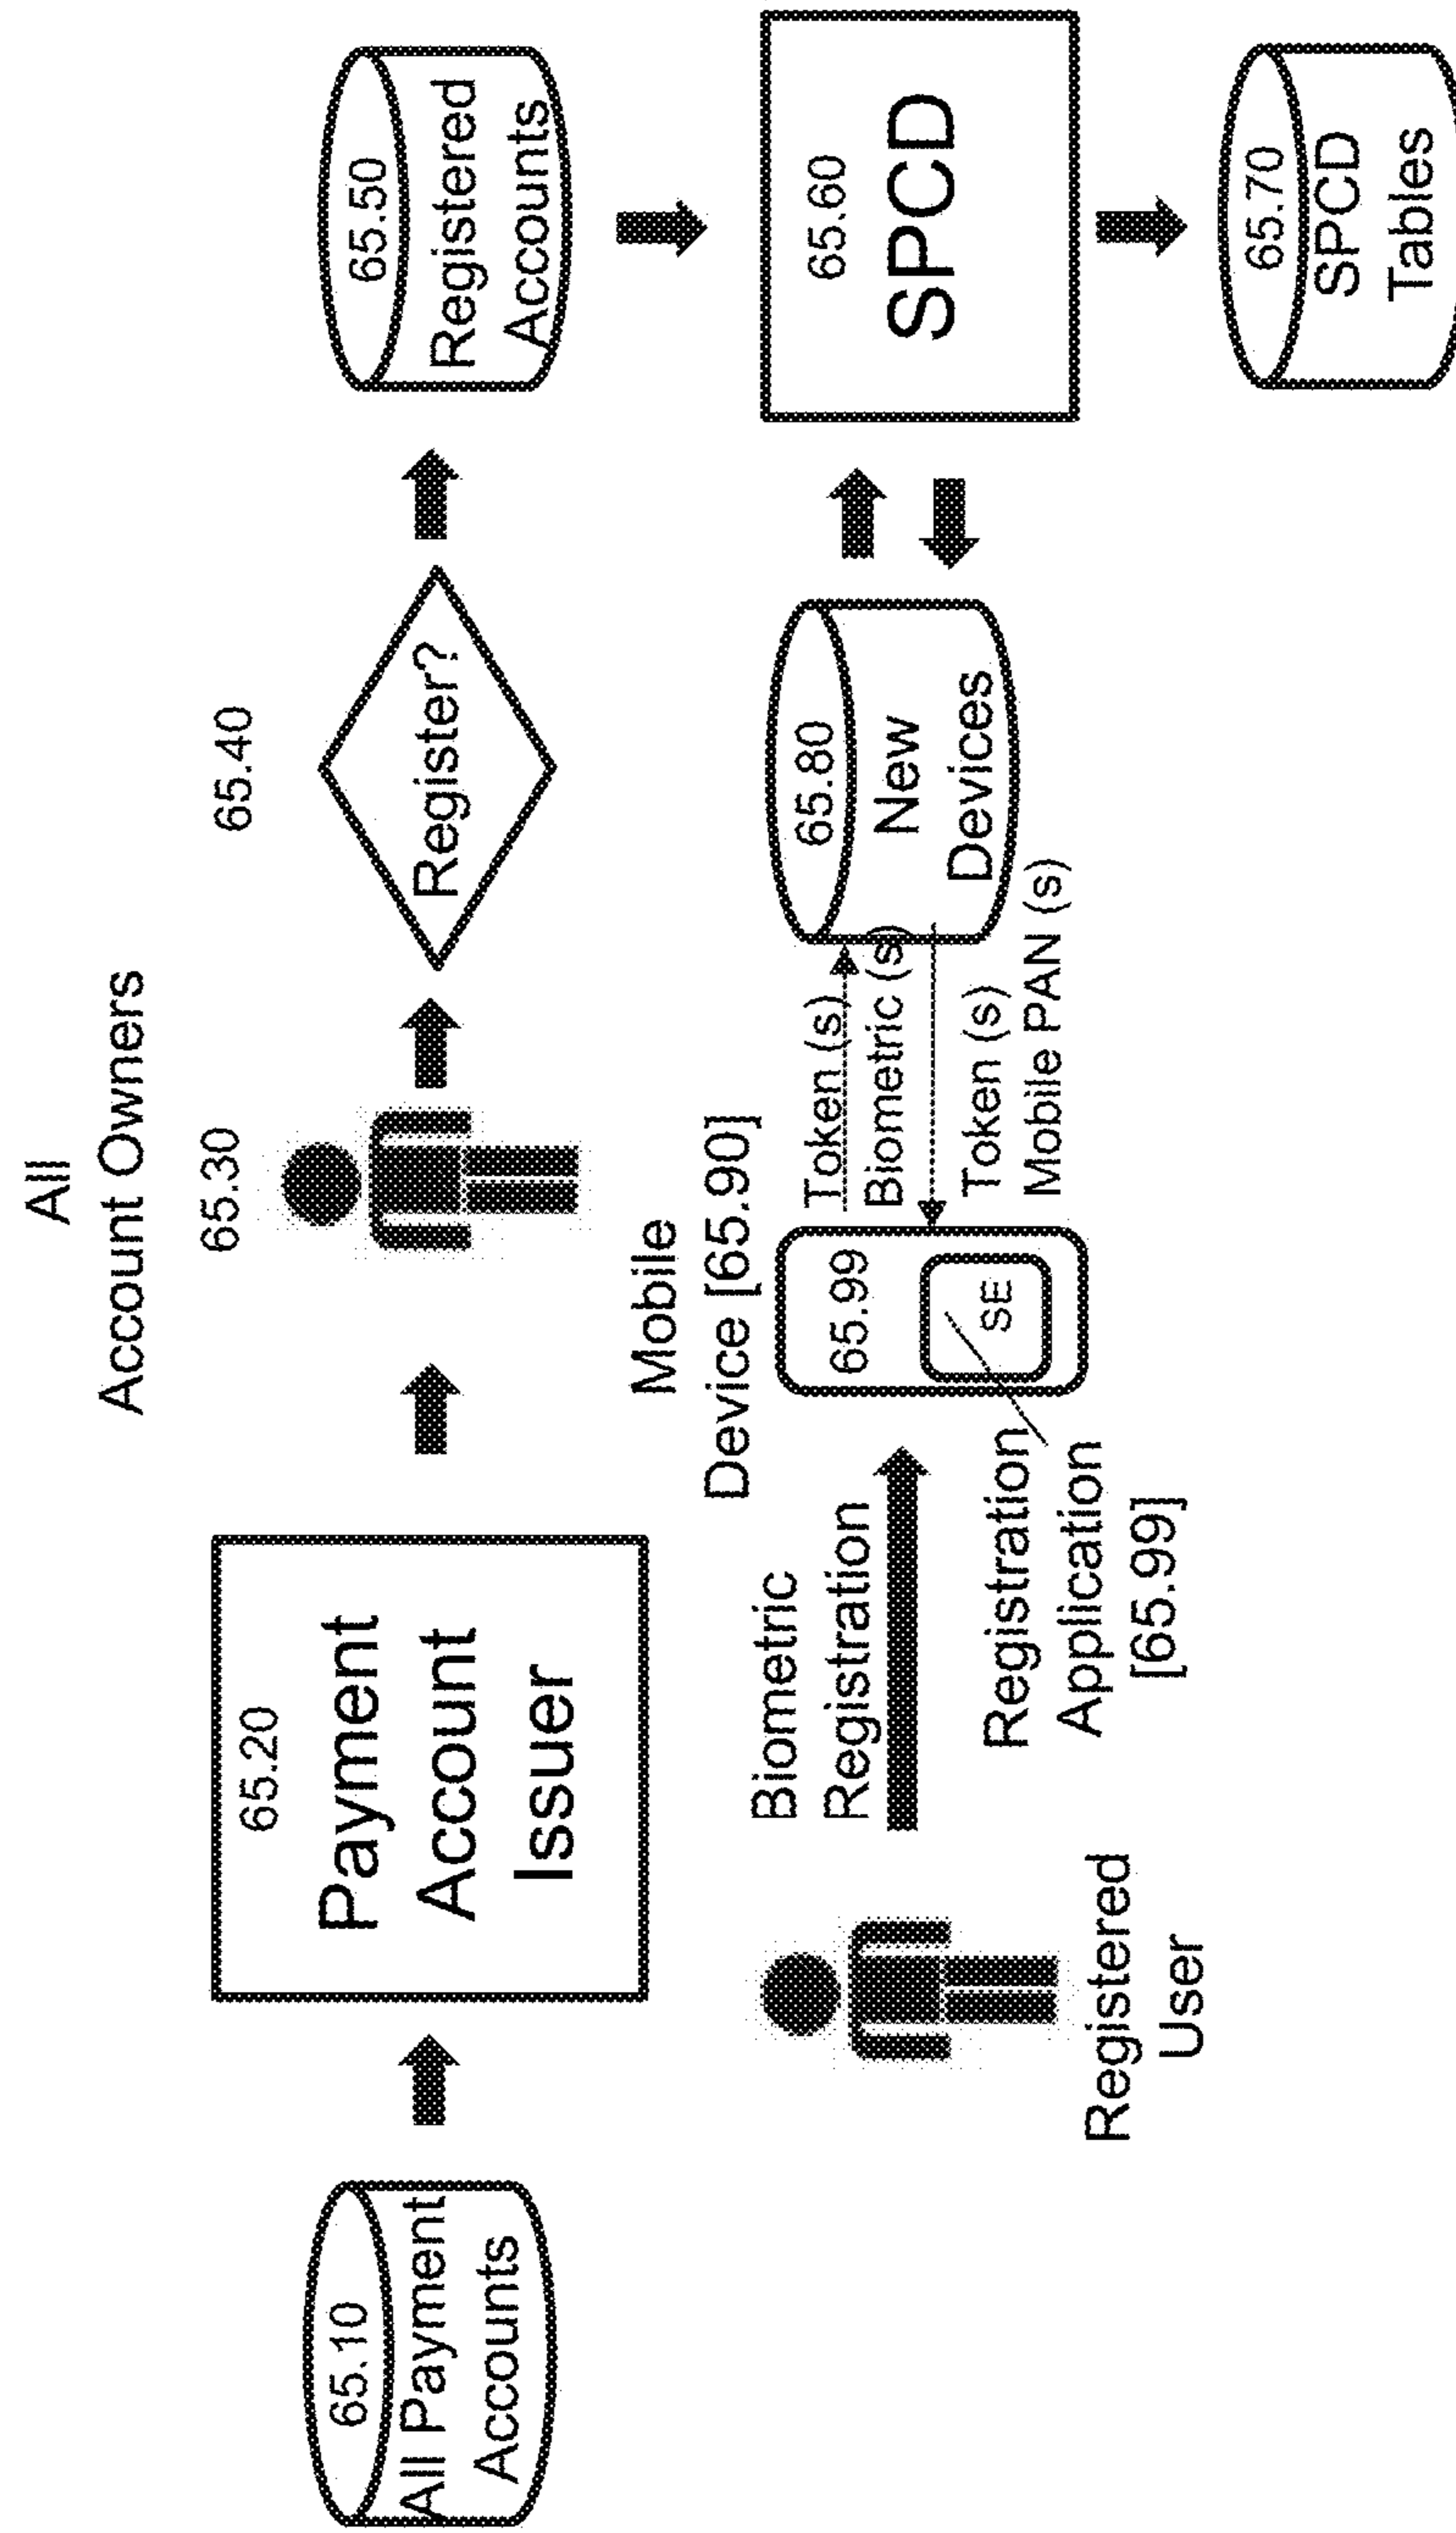 All
Account Owners
65.10
All Payment
Accounts
65.20
Payment
Account
Issuer
65.30
65.40
Register?
65.50
Registered
Accounts
Registered
User
Biometric
Registration
Registration
Application
[65.99]
Mobile
Device [65.90]
65.99
SE
Token (s)
Biometric (s)
Token (s)
Mobile PAN (s)
65.80
New
Devices
65.60
SPCD
65.70
SPCD
Tables